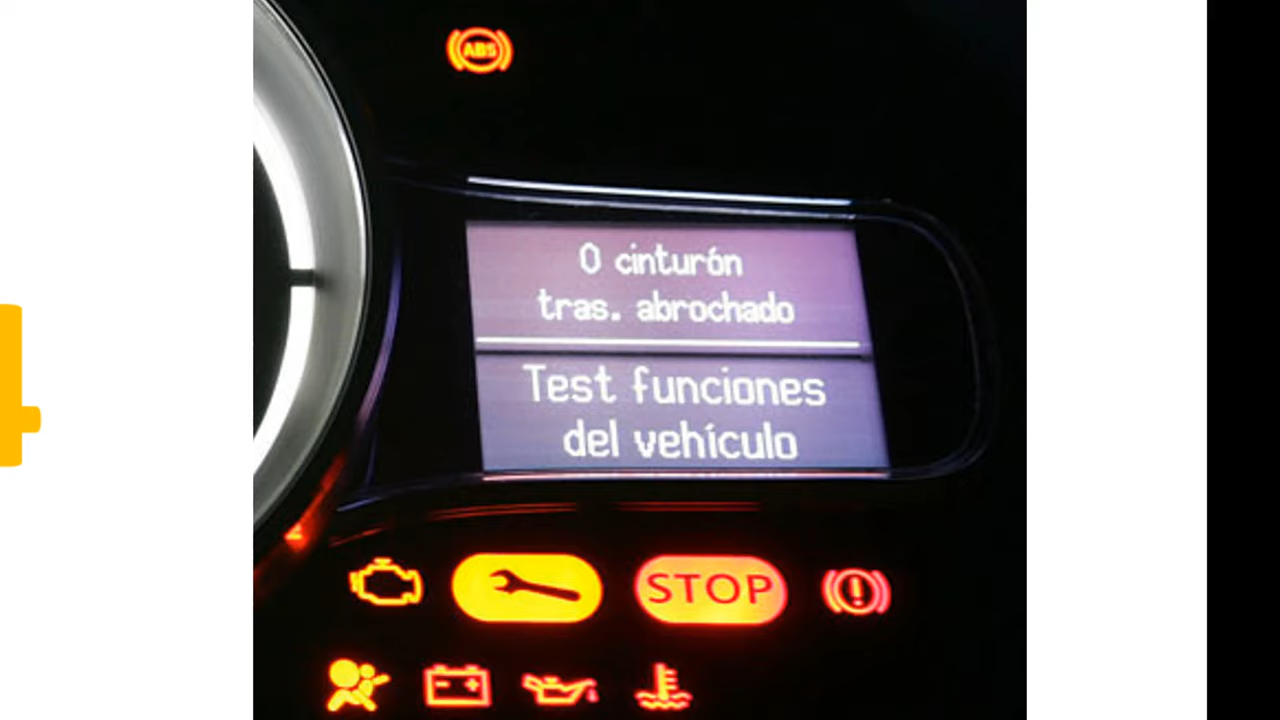 ABS
0 cinturón
tras. abrochado
Test funciones
del vehículo
STOP